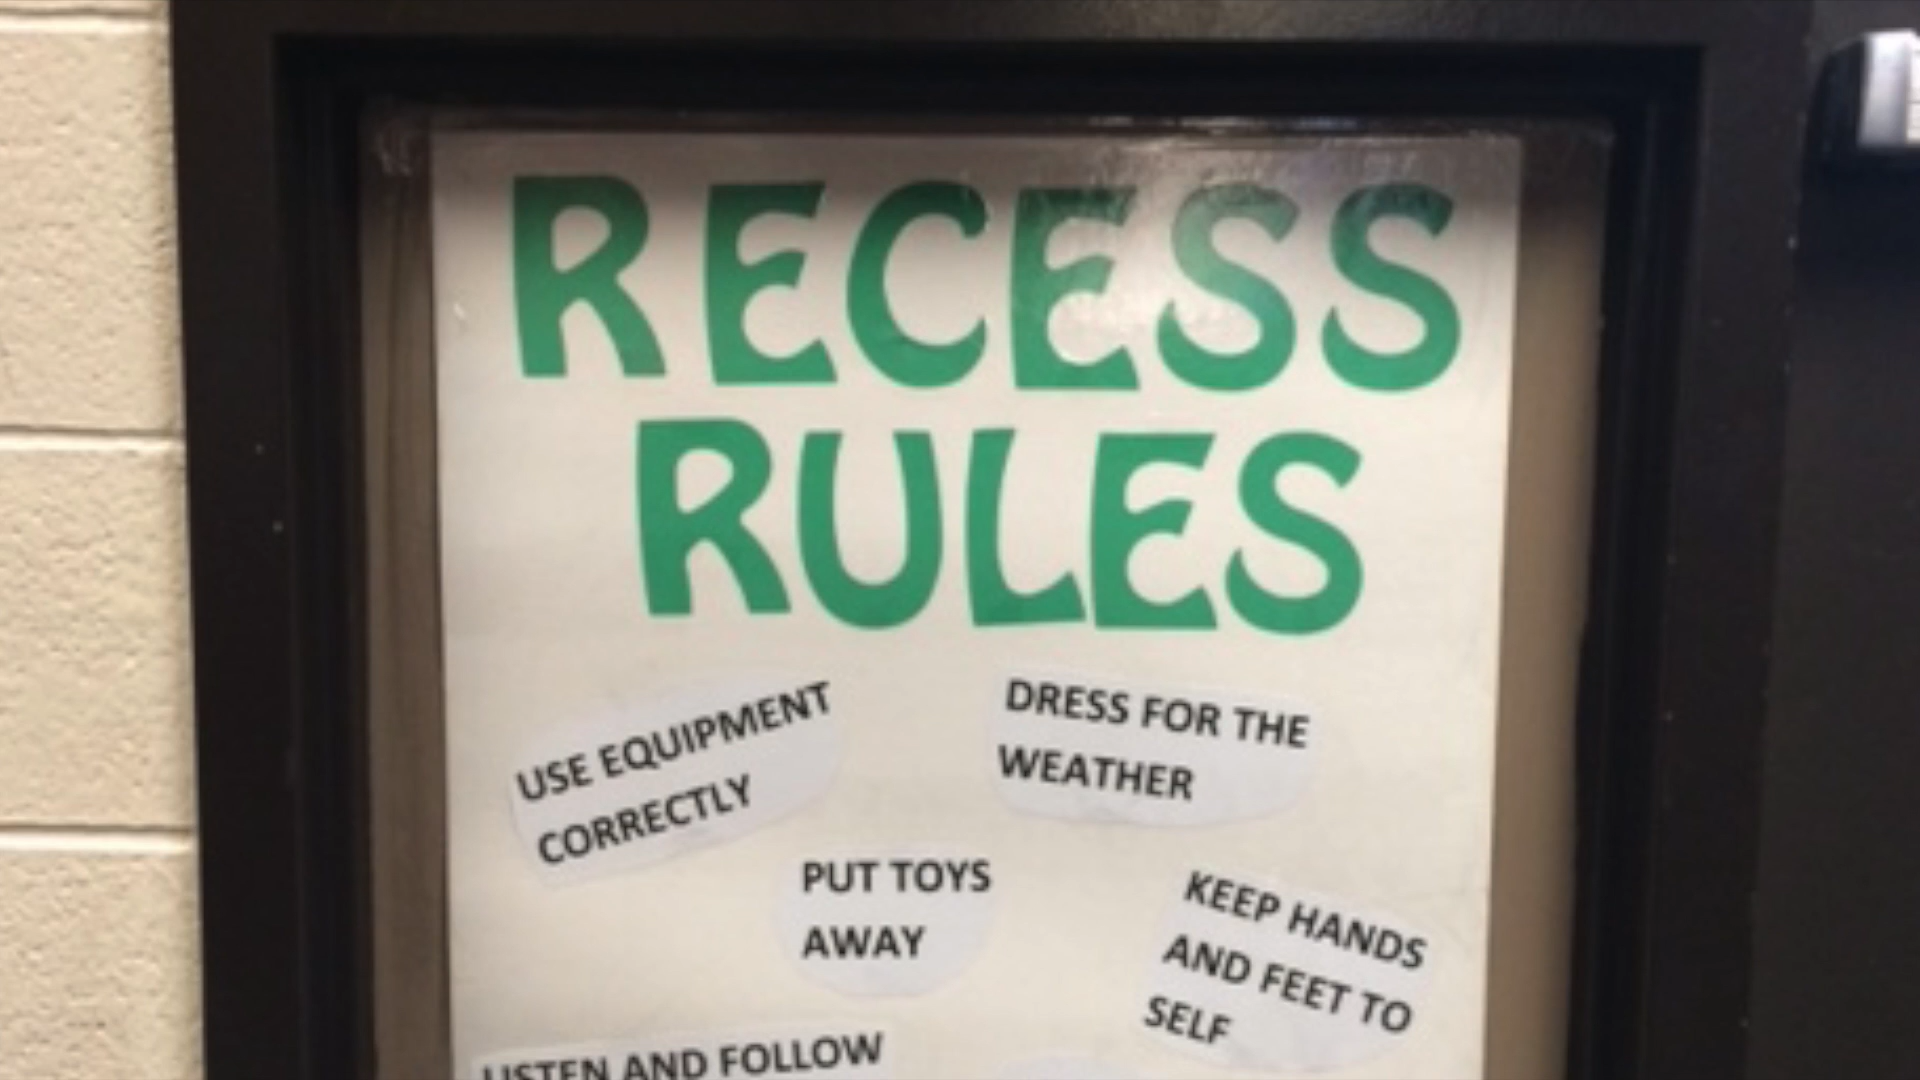 RECESS
RULES
USE EQUIPMENT
CORRECTLY
DRESS FOR THE
WEATHER
PUT TOYS
AWAY
KEEP HANDS
AND FEET TO
SELF
LISTEN AND FOLLOW